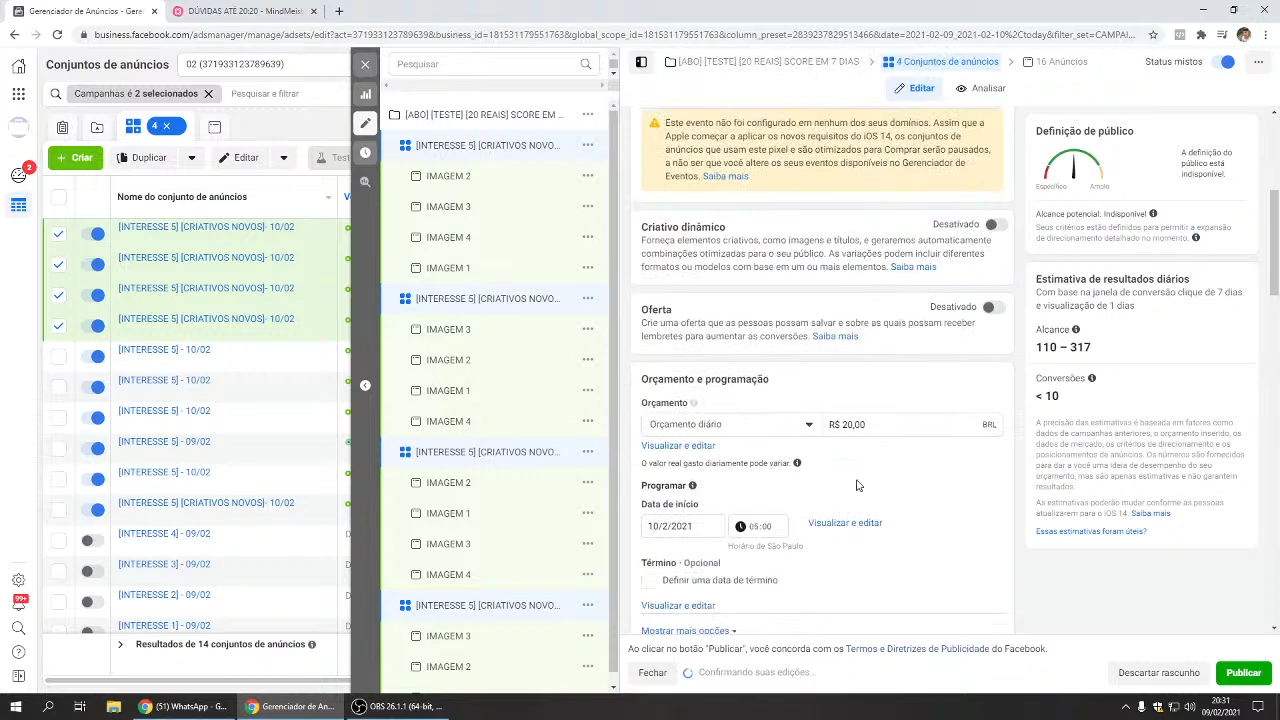 Gerenciador de Anúncios - Ger
DÚVIDAS ATÉ 20:20 - MindMeist
business.facebook.com/adsmanager/manage/adsets/edit?act=371933123789639&business_id=181531179551763&global_scope_id=181531179551763&column_preset=2839238782951346​6&date=2021-02-09_2021-02-10%2Ctoday&filter_set=CAMPAI...
Conjuntos de anúncios
02 (371933123789639)
Campanhas é 2 selecionados
Pesquisar e filtrar
4
Criar
Duplicar
Editar
Test
2
Nome do conjunto de anúncios
[INTERESSE 5] [CRIATIVOS NOVOS]- 10/02
[INTERESSE 5] [CRIATIVOS NOVOS]- 10/02
[INTERESSE 5] [CRIATIVOS NOVOS]- 10/02
[INTERESSE 5] [CRIATIVOS NOVOS]- 10/02
[INTERESSE 5] - 10/02
[INTERESSE 5] - 10/02
[INTERESSE 5] - 10/02
[INTERESSE 5] - 09/02
[INTERESSE 5] - 10/02
[INTERESSE 5] [CRIATIVOS NOVOS]- 10/02
[INTERESSE 4] - 09/02
[INTERESSE 3] - 09/02
[INTERESSE 2] - 09/02
[INTERESSE 1] - 09/02
99+
Resultados de 14 conjuntos de anúncios
Pesquisar
[ABO] [TESTE] [20 REAIS] SCORE EM ...
[INTERESSE 5] [CRIATIVOS NOVO...
IMAGEM 2
IMAGEM 3
IMAGEM 4
IMAGEM 1
[INTERESSE 5] [CRIATIVOS NOVO...
IMAGEM 3
IMAGEM 2
IMAGEM 1
IMAGEM 4
[INTERESSE 5] [CRIATIVOS NOVO...
IMAGEM 2
IMAGEM 1
IMAGEM 3
IMAGEM 4
[INTERESSE 5] [CRIATIVOS NOVO...
IMAGEM 3
IMAGEM 2
[ABO] [TESTE] [20 REAIS] SCORE EM 7 DIAS
4 Conjuntos de anúncios
16 Anúncios
Status mistos
Editar
Analisar
Este evento não foi configurado em nenhum dos seus domínios. Assim que a
Apple começar a aplicar os novos requisitos do iOS 14, os conjuntos de
anúncios que usam este pixel e são otimizados para Comprar serão pausados,
a não ser que você altere os seus eventos disponíveis no Gerenciador de
Eventos. Saiba mais
Criativo dinâmico
Desativado
Forneça elementos criativos, como imagens e títulos, e geraremos automaticamente
combinações otimizadas para o seu público. As variações podem incluir diferentes
formatos ou modelos com base em um ou mais elementos. Saiba mais
Oferta
Desativado
Crie uma oferta que as pessoas possam salvar e sobre as quais possam receber
lembretes para aumentar as conversões. Saiba mais
Orçamento e programação
Orçamento
Orçamento diário
R$ 20,00
BRL
Visualizar e editar
O valor real gasto diariamente pode variar.
Programar
Data de início
10/2/2021
05:00
Visualizar e editar
Horário de São Paulo
Término · Opcional
Definir uma data de término
Visualizar e editar
Mostrar mais opções
Definição de público
A definição do
público está
indisponível.
Específico
Amplo
Alcance potencial: Indisponível
Seus critérios estão definidos para permitir a expansão
de direcionamento detalhado no momento.
Estimativa de resultados diários
Com base na janela de conversão clique de 7 dias
e visualização de 1 dias
Alcance
110 – 317
Conversões
< 10
A precisão das estimativas é baseada em fatores como
dados de campanhas anteriores, o orçamento inserido, os
dados de mercado, os critérios de direcionamento e os
posicionamentos de anúncios. Os números são fornecidos
para dar a você uma ideia de desempenho do seu
orçamento, mas são apenas estimativas e não garantem
resultados.
As estimativas poderão mudar conforme as pessoas
atualizarem para o iOS 14. Saiba mais
Essas estimativas foram úteis?
Ao clicar no botão "Publicar", você concorda com os Termos e Diretrizes de Publicidade do Facebook.
Fechar
Confirmando suas edições...
Descartar rascunho
Publicar
(51) WhatsApp - G...
Gerenciador de An...
OBS 26.1.1 (64-bit, ...
20:31
09/02/2021